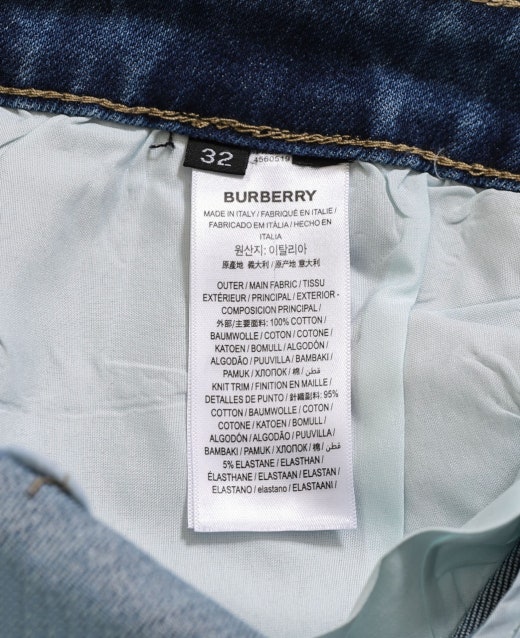 32
4560519
BURBERRY
MADE IN ITALY / FABRIQUÉ EN ITALIE /
FABRICADO EM ITÁLIA / HECHO EN
ITALIA
원산지: 이탈리아
原產地 義大利 / 原产地 意大利
OUTER / MAIN FABRIC / TISSU
EXTÉRIEUR / PRINCIPAL / EXTERIOR -
COMPOSICION PRINCIPAL /
外部/主要面料: 100% COTTON /
BAUMWOLLE / COTON / COTONE /
KATOEN / BOMULL / ALGODÓN /
ALGODÃO / PUUVILLA / BAMBAKI /
PAMUK / ХЛОПОК / 棉 / قطن /
KNIT TRIM / FINITION EN MAILLE /
DETALLES DE PUNTO / 針織副料: 95%
COTTON / BAUMWOLLE / COTON /
COTONE / KATOEN / BOMULL /
ALGODÓN / ALGODÃO / PUUVILLA /
BAMBAKI / PAMUK / ХЛОПОК / 棉 / قطن
5% ELASTANE / ELASTHAN /
ÉLASTHANE / ELASTAAN / ELASTAN /
ELASTANO / elastano / ELASTAANI /